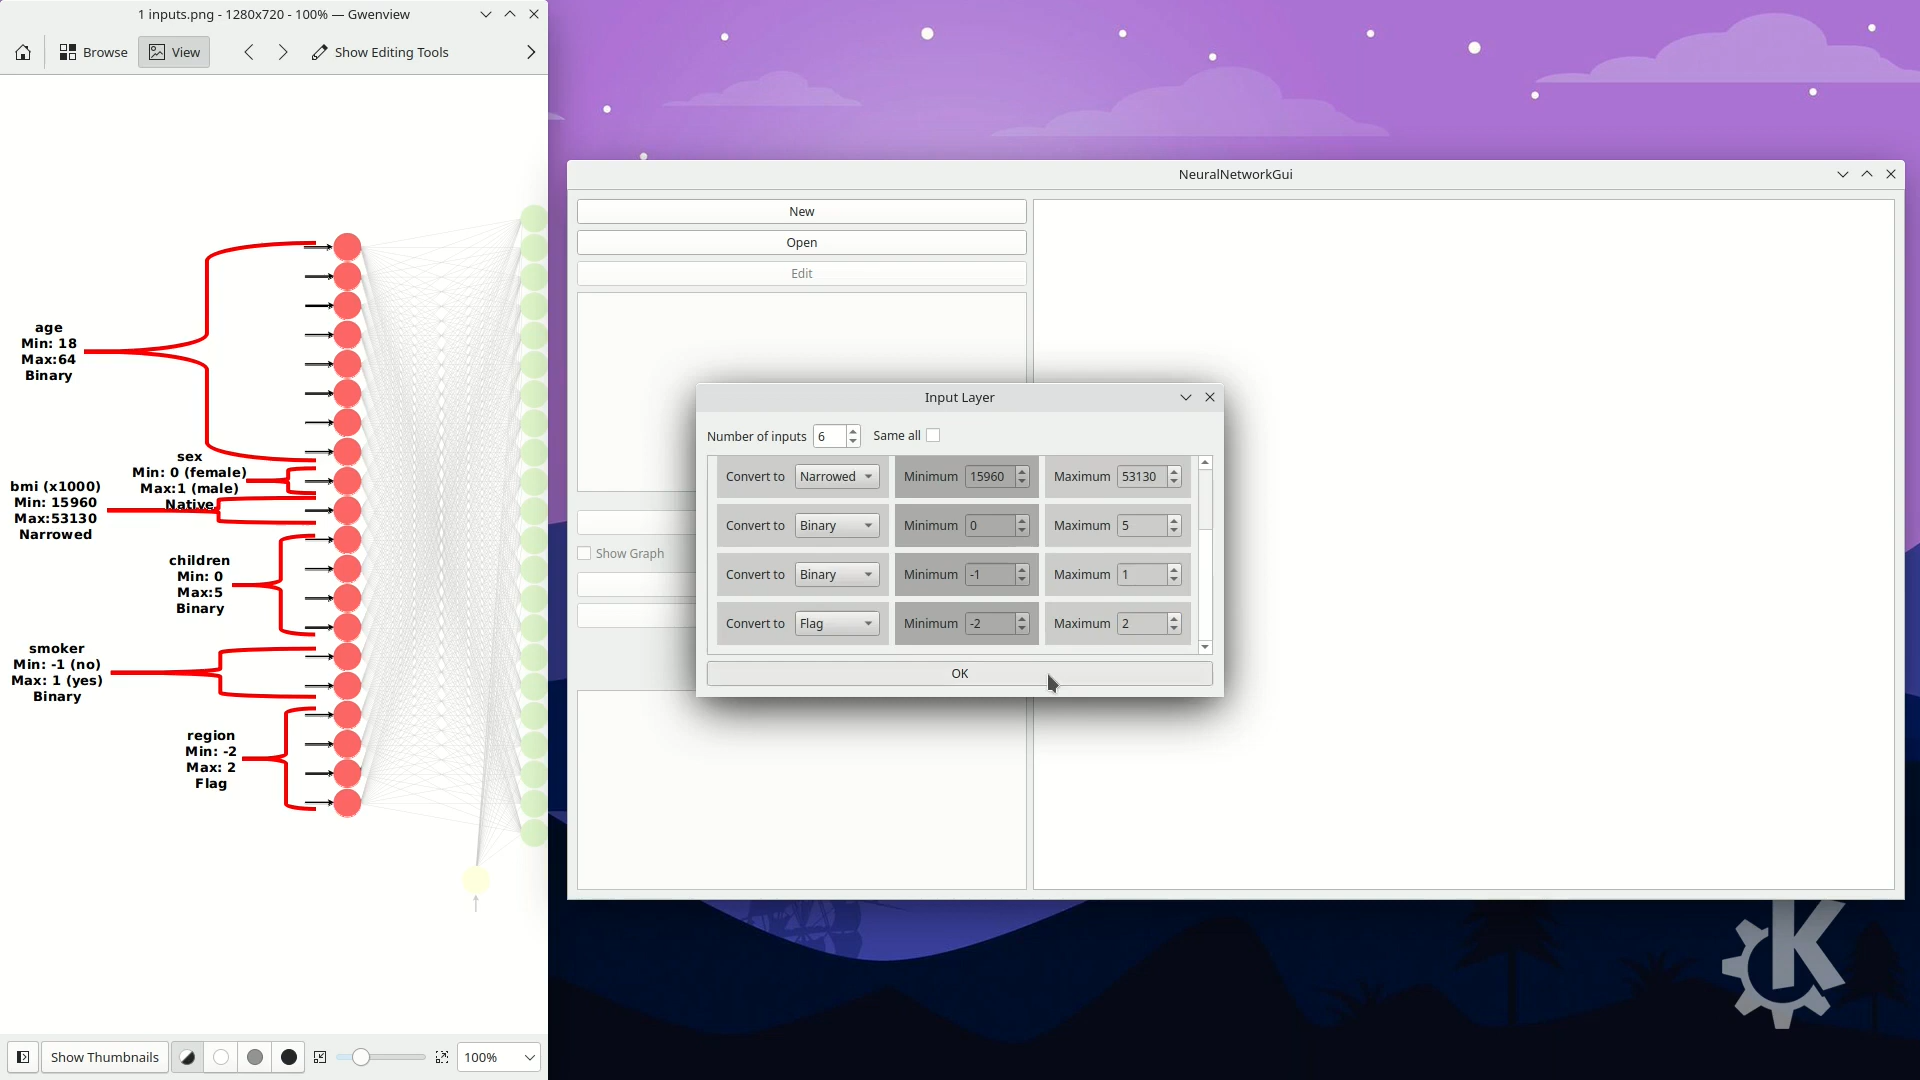 1 inputs.png - 1280x720 - 100% — Gwenview
Browse
View
Show Editing Tools
age
Min: 18
Max:64
Binary
sex
Min: 0 (female)
Max:1 (male)
Native
bmi (x1000)
Min: 15960
Max:53130
Narrowed
children
Min: 0
Max:5
Binary
smoker
Min: -1 (no)
Max: 1 (yes)
Binary
region
Min: -2
Max: 2
Flag
Show Thumbnails
100%
NeuralNetworkGui
New
Open
Edit
Show Graph
Input Layer
Number of inputs 6 Same all
Convert to Narrowed Minimum 15960 Maximum 53130
Convert to Binary Minimum 0 Maximum 5
Convert to Binary Minimum -1 Maximum 1
Convert to Flag Minimum -2 Maximum 2
OK
K